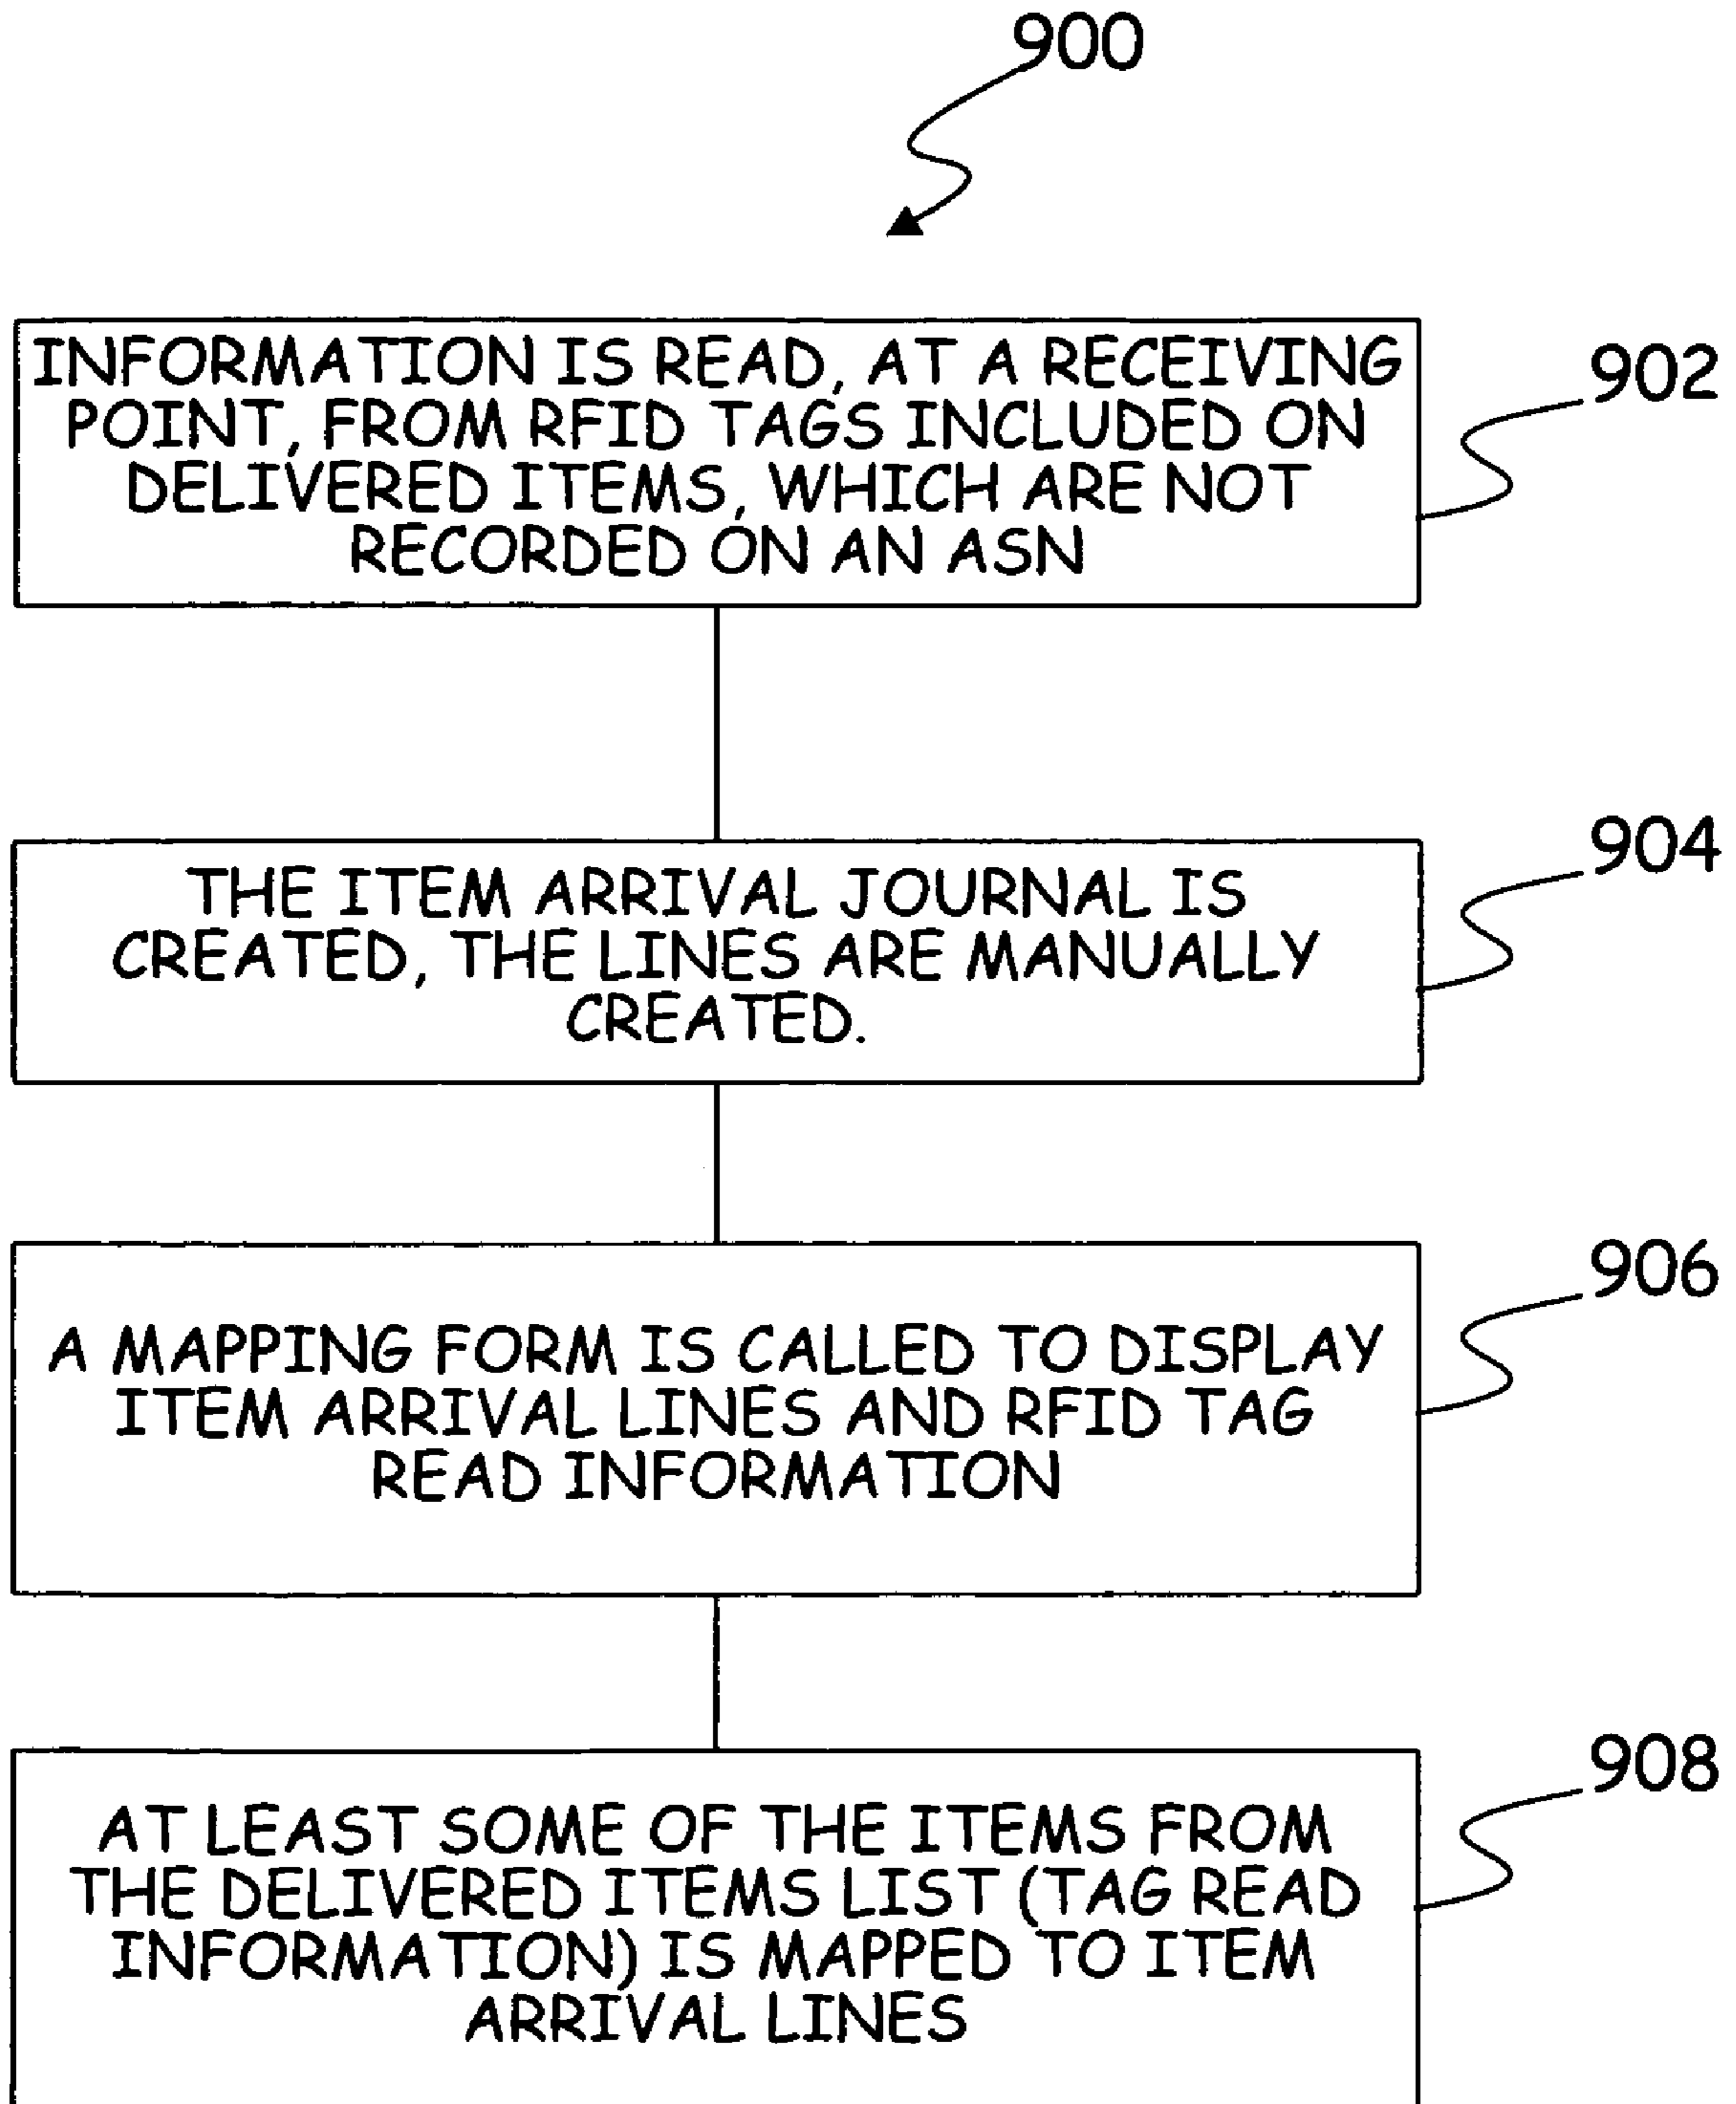 900
INFORMATION IS READ, AT A RECEIVING
POINT, FROM RFID TAGS INCLUDED ON
DELIVERED ITEMS, WHICH ARE NOT
RECORDED ON AN ASN
902
THE ITEM ARRIVAL JOURNAL IS
CREATED, THE LINES ARE MANUALLY
CREATED.
904
A MAPPING FORM IS CALLED TO DISPLAY
ITEM ARRIVAL LINES AND RFID TAG
READ INFORMATION
906
AT LEAST SOME OF THE ITEMS FROM
THE DELIVERED ITEMS LIST (TAG READ
INFORMATION) IS MAPPED TO ITEM
ARRIVAL LINES
908